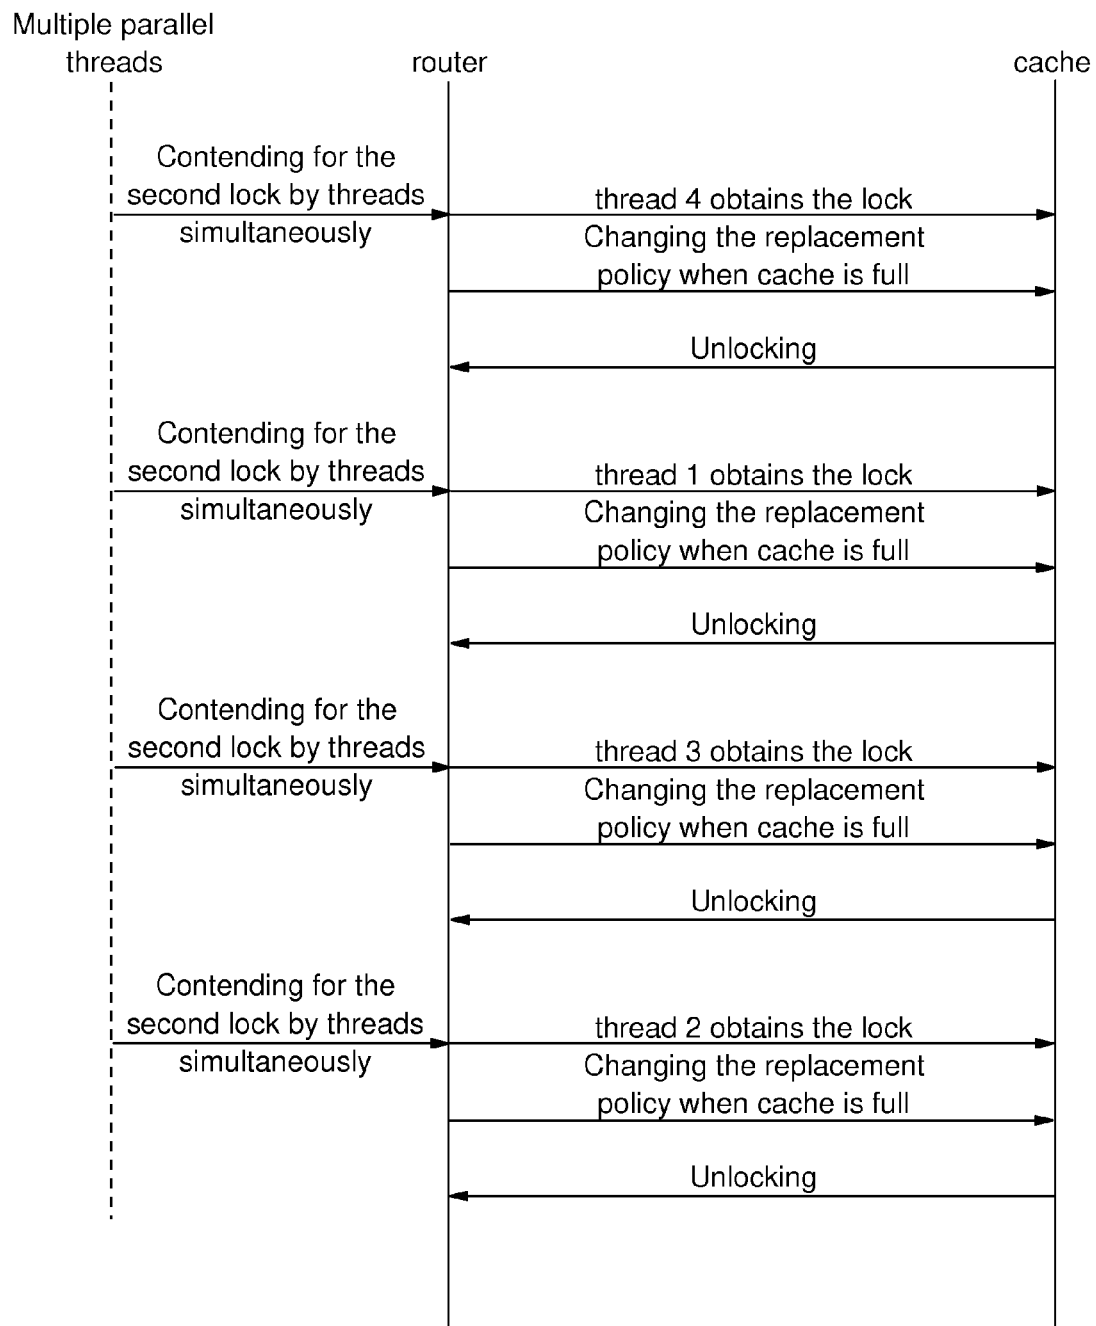 Multiple parallel
threads
router
cache
Contending for the
second lock by threads
simultaneously
thread 4 obtains the lock
Changing the replacement
policy when cache is full
Unlocking
Contending for the
second lock by threads
simultaneously
thread 1 obtains the lock
Changing the replacement
policy when cache is full
Unlocking
Contending for the
second lock by threads
simultaneously
thread 3 obtains the lock
Changing the replacement
policy when cache is full
Unlocking
Contending for the
second lock by threads
simultaneously
thread 2 obtains the lock
Changing the replacement
policy when cache is full
Unlocking